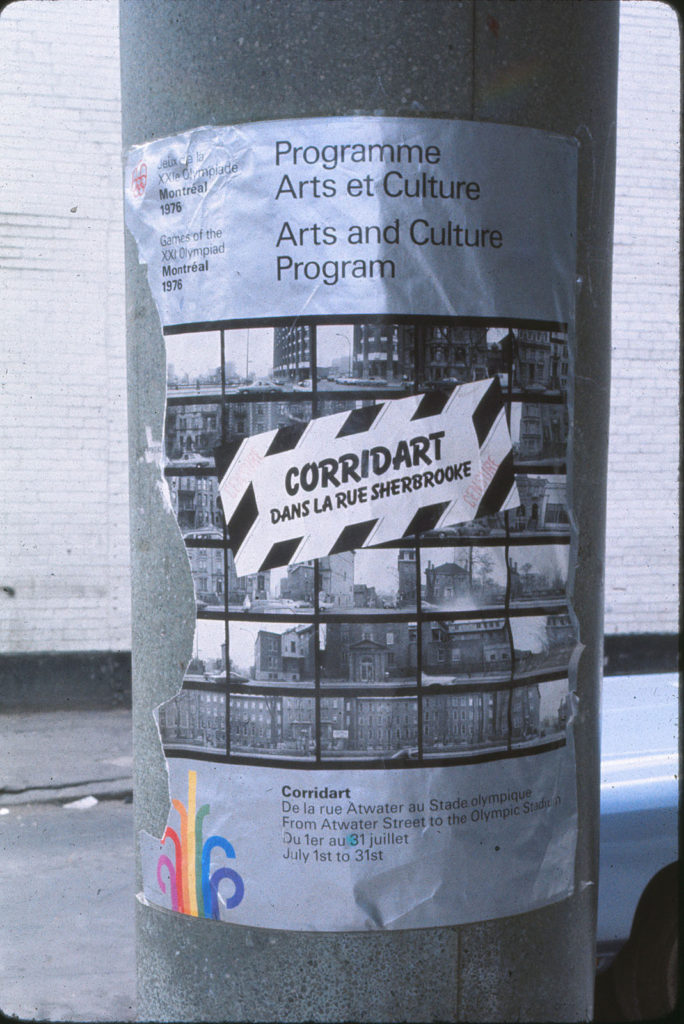 Jeux de la
XXIe Olympiade
Montréal
1976
Games of the
XXI Olympiad
Montréal
1976
Programme
Arts et Culture
Arts and Culture
Program
CORRIDART
DANS LA RUE SHERBROOKE
Corridart
De la rue Atwater au Stade olympique
From Atwater Street to the Olympic Stadium
Du 1er au 31 juillet
July 1st to 31st